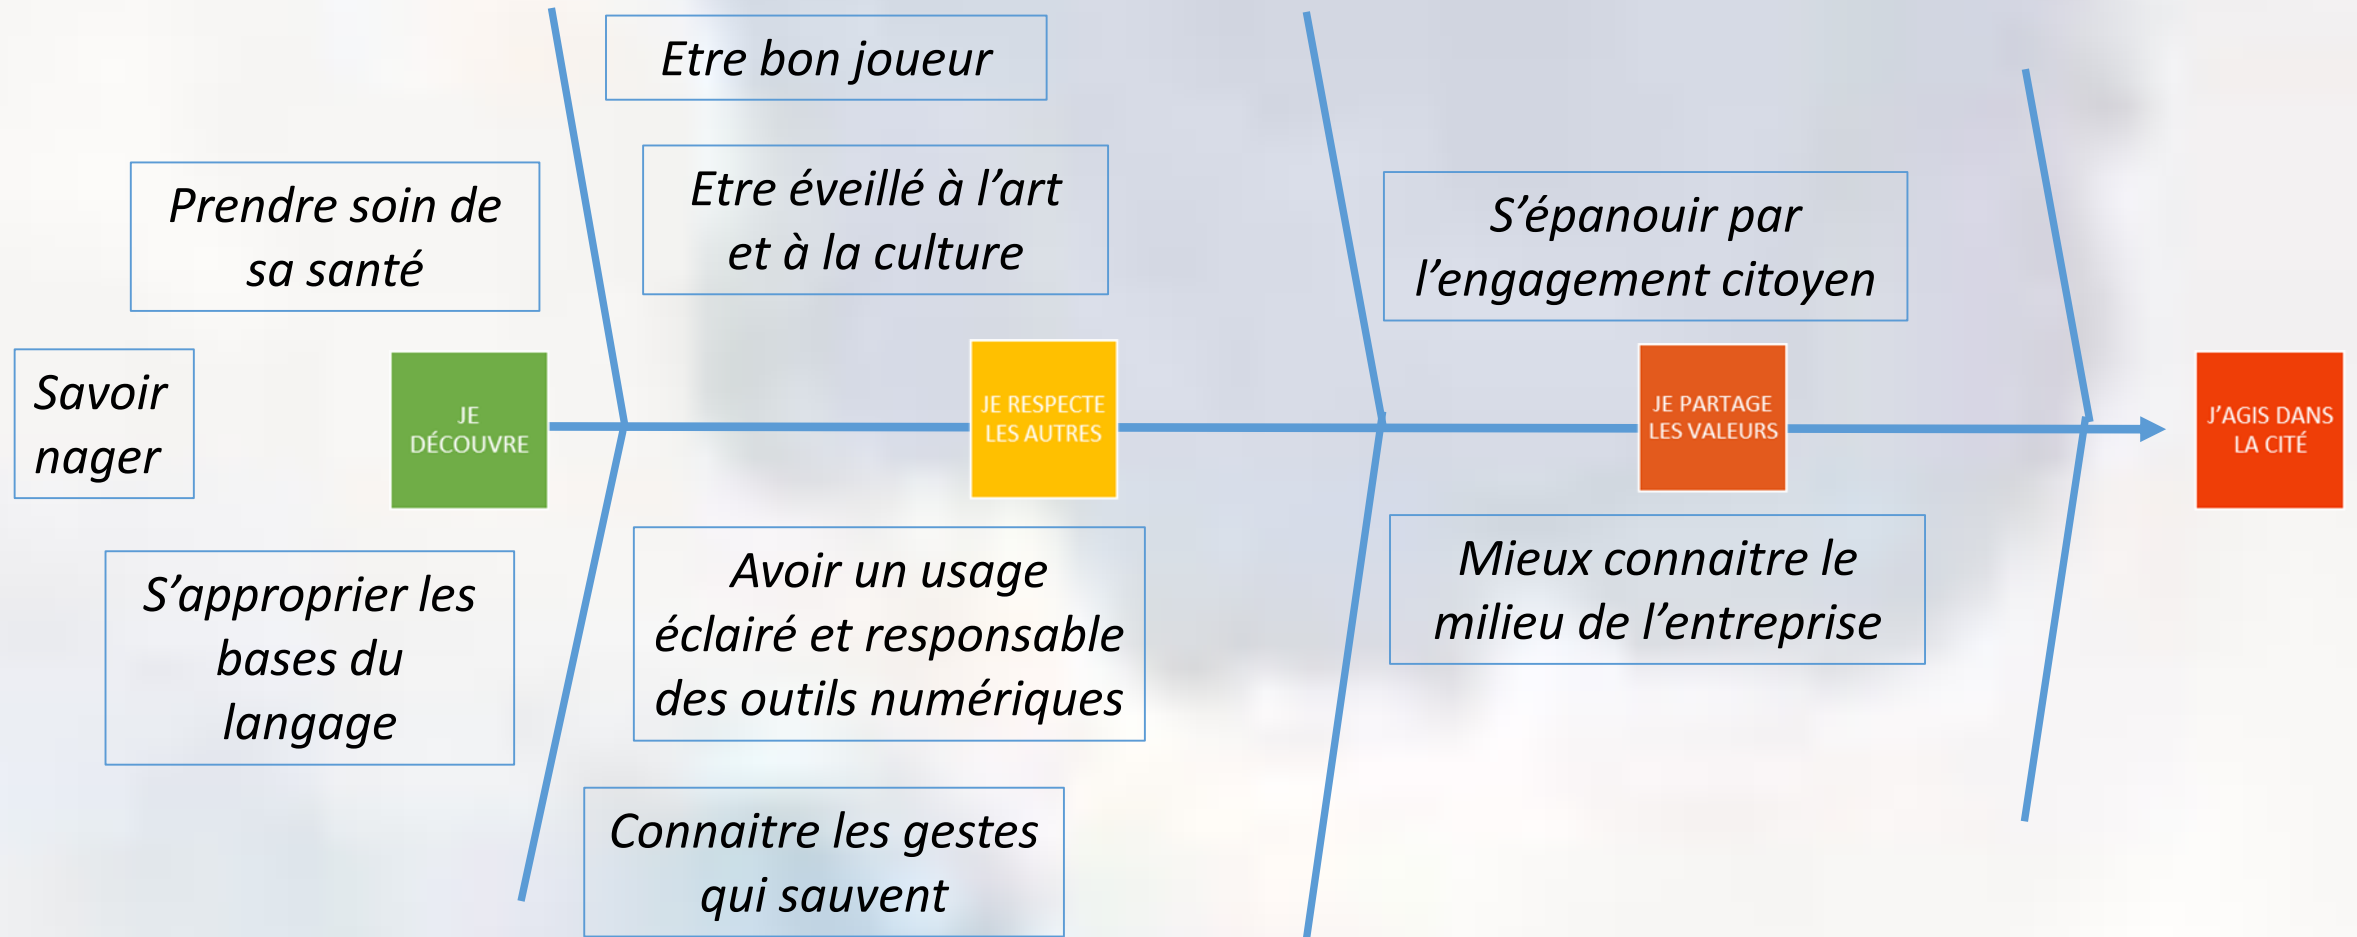 Etre bon joueur
Prendre soin de
sa santé
Etre éveillé à l’art
et à la culture
S’épanouir par
l’engagement citoyen
Savoir
nager
JE
DÉCOUVRE
JE RESPECTE
LES AUTRES
JE PARTAGE
LES VALEURS
J’AGIS DANS
LA CITÉ
S’approprier les
bases du
langage
Avoir un usage
éclairé et responsable
des outils numériques
Mieux connaitre le
milieu de l’entreprise
Connaitre les gestes
qui sauvent